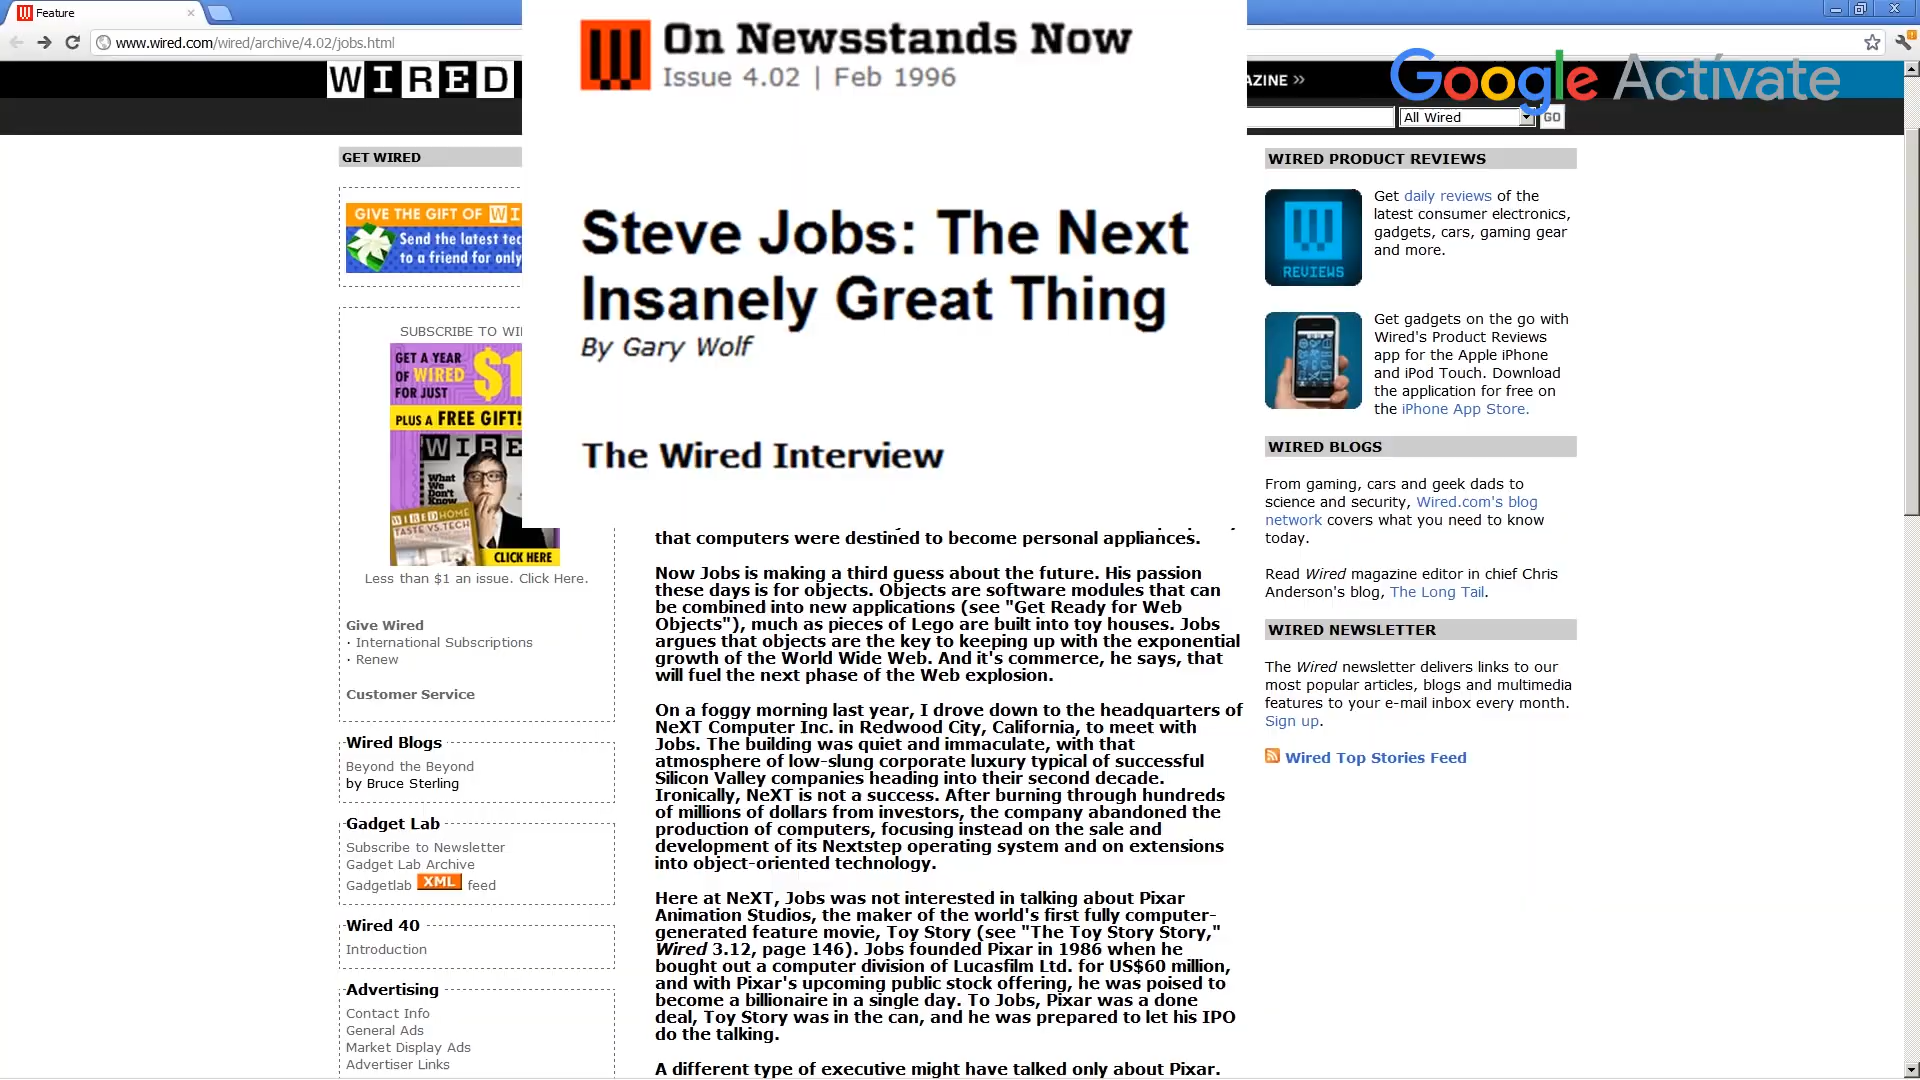 Feature
www.wired.com/wired/archive/4.02/jobs.html
WIRED
On Newsstands Now
Issue 4.02 | Feb 1996
AZINE »
Google Activate
All Wired
GO
GET WIRED
GIVE THE GIFT OF WI
Send the latest tec
to a friend for only
SUBSCRIBE TO WI
GET A YEAR
OF WIRED
FOR JUST
$1
PLUS A FREE GIFT!
WIRE
What
We
Don't
Know
WIRED HOME
TASTE VS. TECH
CLICK HERE
Less than $1 an issue. Click Here.
Give Wired
· International Subscriptions
· Renew
Customer Service
Wired Blogs
Beyond the Beyond
by Bruce Sterling
Gadget Lab
Subscribe to Newsletter
Gadget Lab Archive
Gadgetlab XML feed
Wired 40
Introduction
Advertising
Contact Info
General Ads
Market Display Ads
Advertiser Links
Steve Jobs: The Next
Insanely Great Thing
By Gary Wolf
The Wired Interview
that computers were destined to become personal appliances.
Now Jobs is making a third guess about the future. His passion
these days is for objects. Objects are software modules that can
be combined into new applications (see "Get Ready for Web
Objects"), much as pieces of Lego are built into toy houses. Jobs
argues that objects are the key to keeping up with the exponential
growth of the World Wide Web. And it's commerce, he says, that
will fuel the next phase of the Web explosion.
On a foggy morning last year, I drove down to the headquarters of
NeXT Computer Inc. in Redwood City, California, to meet with
Jobs. The building was quiet and immaculate, with that
atmosphere of low-slung corporate luxury typical of successful
Silicon Valley companies heading into their second decade.
Ironically, NeXT is not a success. After burning through hundreds
of millions of dollars from investors, the company abandoned the
production of computers, focusing instead on the sale and
development of its Nextstep operating system and on extensions
into object-oriented technology.
Here at NeXT, Jobs was not interested in talking about Pixar
Animation Studios, the maker of the world's first fully computer-
generated feature movie, Toy Story (see "The Toy Story Story,"
Wired 3.12, page 146). Jobs founded Pixar in 1986 when he
bought out a computer division of Lucasfilm Ltd. for US$60 million,
and with Pixar's upcoming public stock offering, he was poised to
become a billionaire in a single day. To Jobs, Pixar was a done
deal, Toy Story was in the can, and he was prepared to let his IPO
do the talking.
A different type of executive might have talked only about Pixar.
WIRED PRODUCT REVIEWS
REVIEWS
Get daily reviews of the
latest consumer electronics,
gadgets, cars, gaming gear
and more.
Get gadgets on the go with
Wired's Product Reviews
app for the Apple iPhone
and iPod Touch. Download
the application for free on
the iPhone App Store.
WIRED BLOGS
From gaming, cars and geek dads to
science and security, Wired.com's blog
network covers what you need to know
today.
Read Wired magazine editor in chief Chris
Anderson's blog, The Long Tail.
WIRED NEWSLETTER
The Wired newsletter delivers links to our
most popular articles, blogs and multimedia
features to your e-mail inbox every month.
Sign up.
Wired Top Stories Feed